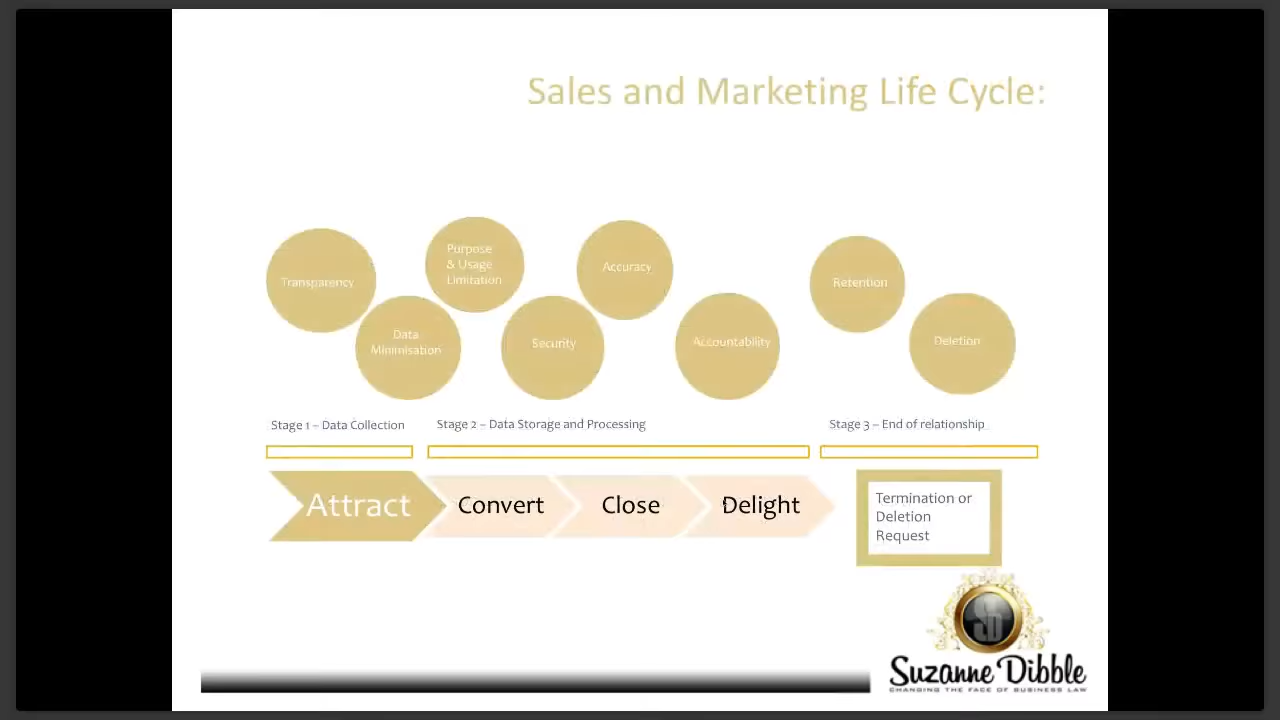 Sales and Marketing Life Cycle:
Transparency
Data
Minimisation
Purpose
& Usage
Limitation
Security
Accuracy
Accountability
Retention
Deletion
Stage 1 – Data Collection
Stage 2 – Data Storage and Processing
Stage 3 – End of relationship
Attract
Convert
Close
Delight
Termination or
Deletion
Request
SD
Suzanne Dibble
CHANGING THE FACE OF BUSINESS LAW